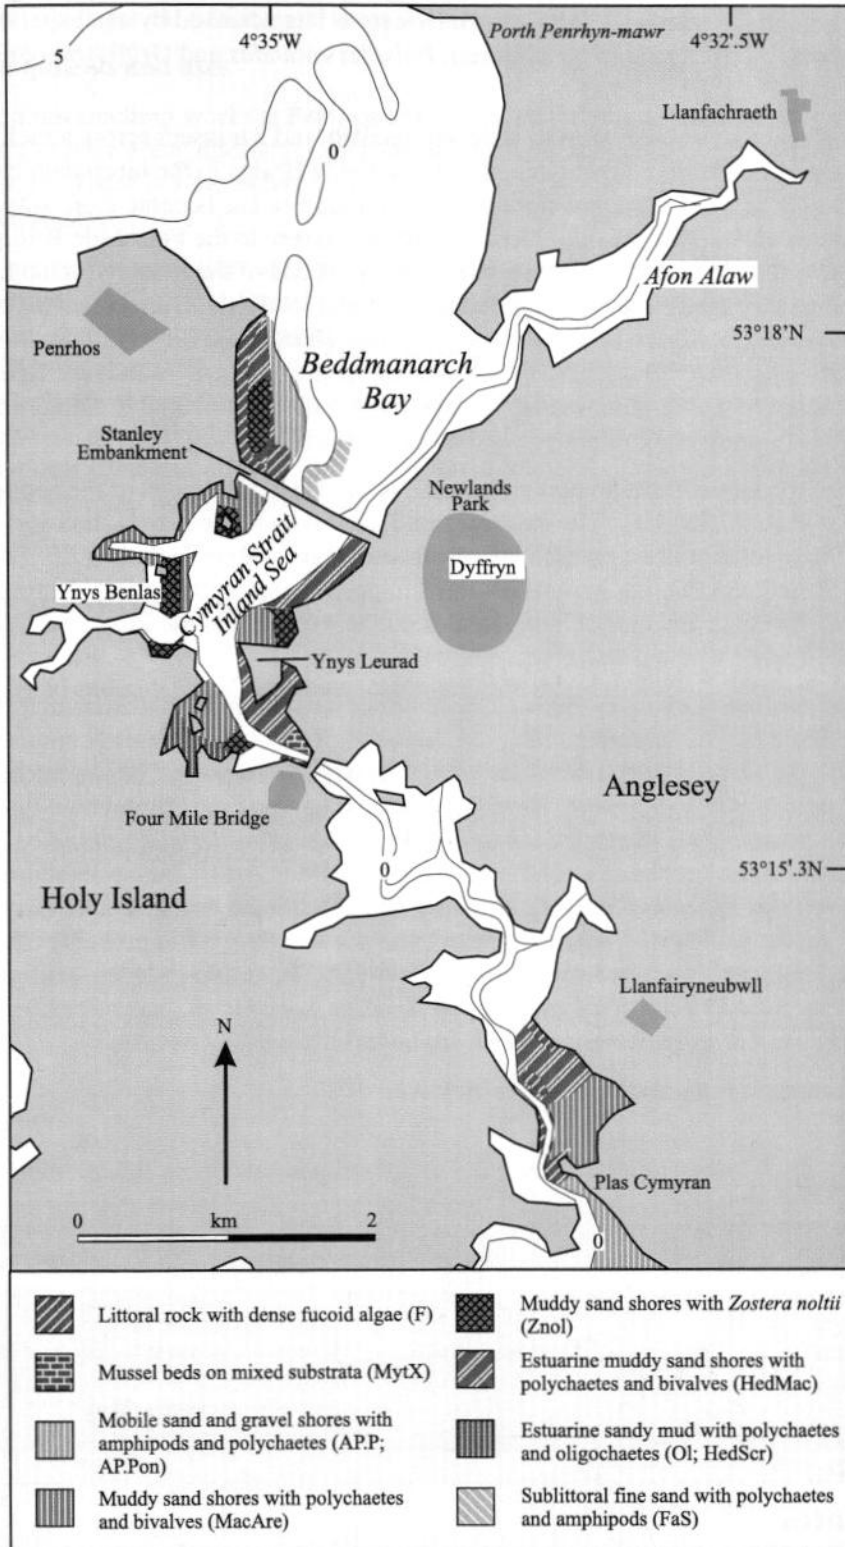 5
4°35'W
Porth Penrhyn-mawr
4°32.5'W
Llanfachraeth
0
Afon Alaw
Penrhos
53°18'N
Beddmanarch
Bay
Stanley
Embankment
Newlands
Park
Dyffryn
Cymyran Strait/
Inland Sea
Ynys Benlas
Ynys Leurad
Four Mile Bridge
Anglesey
0
53°15'.3N
Holy Island
Llanfairyneubwll
N
Plas Cymyran
0
km
2
0
Littoral rock with dense fucoid algae (F)
Mussel beds on mixed substrata (MytX)
Mobile sand and gravel shores with
amphipods and polychaetes (AP.P;
AP.Pon)
Muddy sand shores with polychaetes
and bivalves (MacAre)
Muddy sand shores with Zostera noltii
(Znol)
Estuarine muddy sand shores with
polychaetes and bivalves (HedMac)
Estuarine sandy mud with polychaetes
and oligochaetes (Ol; HedScr)
Sublittoral fine sand with polychaetes
and amphipods (FaS)